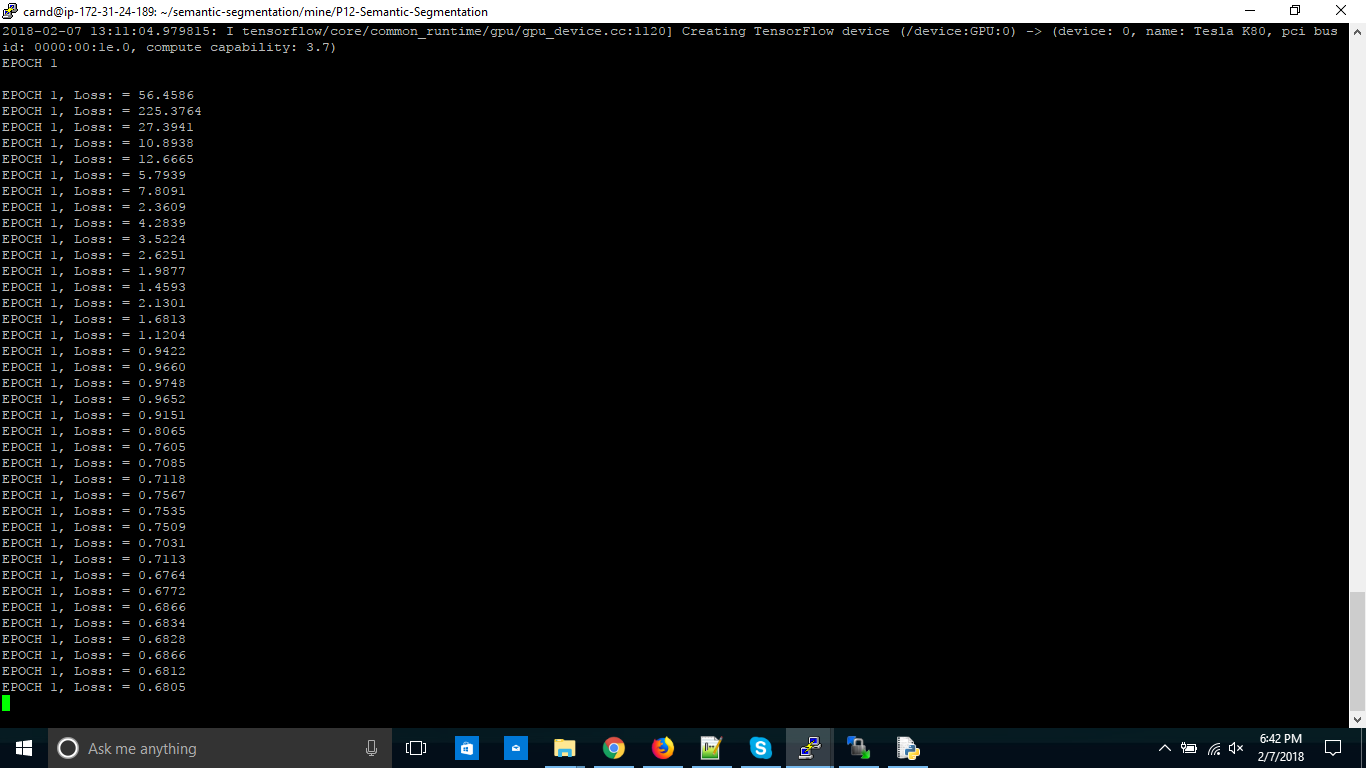 carnd@ip-172-31-24-189: ~/semantic-segmentation/mine/P12-Semantic-Segmentation
2018-02-07 13:11:04.979815: I tensorflow/core/common_runtime/gpu/gpu_device.cc:1120] Creating TensorFlow device (/device:GPU:0) -> (device: 0, name: Tesla K80, pci bus
id: 0000:00:1e.0, compute capability: 3.7)
EPOCH 1
EPOCH 1, Loss: = 56.4586
EPOCH 1, Loss: = 225.3764
EPOCH 1, Loss: = 27.3941
EPOCH 1, Loss: = 10.8938
EPOCH 1, Loss: = 12.6665
EPOCH 1, Loss: = 5.7939
EPOCH 1, Loss: = 7.8091
EPOCH 1, Loss: = 2.3609
EPOCH 1, Loss: = 4.2839
EPOCH 1, Loss: = 3.5224
EPOCH 1, Loss: = 2.6251
EPOCH 1, Loss: = 1.9877
EPOCH 1, Loss: = 1.4593
EPOCH 1, Loss: = 2.1301
EPOCH 1, Loss: = 1.6813
EPOCH 1, Loss: = 1.1204
EPOCH 1, Loss: = 0.9422
EPOCH 1, Loss: = 0.9660
EPOCH 1, Loss: = 0.9748
EPOCH 1, Loss: = 0.9652
EPOCH 1, Loss: = 0.9151
EPOCH 1, Loss: = 0.8065
EPOCH 1, Loss: = 0.7605
EPOCH 1, Loss: = 0.7085
EPOCH 1, Loss: = 0.7118
EPOCH 1, Loss: = 0.7567
EPOCH 1, Loss: = 0.7535
EPOCH 1, Loss: = 0.7509
EPOCH 1, Loss: = 0.7031
EPOCH 1, Loss: = 0.7113
EPOCH 1, Loss: = 0.6764
EPOCH 1, Loss: = 0.6772
EPOCH 1, Loss: = 0.6866
EPOCH 1, Loss: = 0.6834
EPOCH 1, Loss: = 0.6828
EPOCH 1, Loss: = 0.6866
EPOCH 1, Loss: = 0.6812
EPOCH 1, Loss: = 0.6805
Ask me anything
6:42 PM
2/7/2018